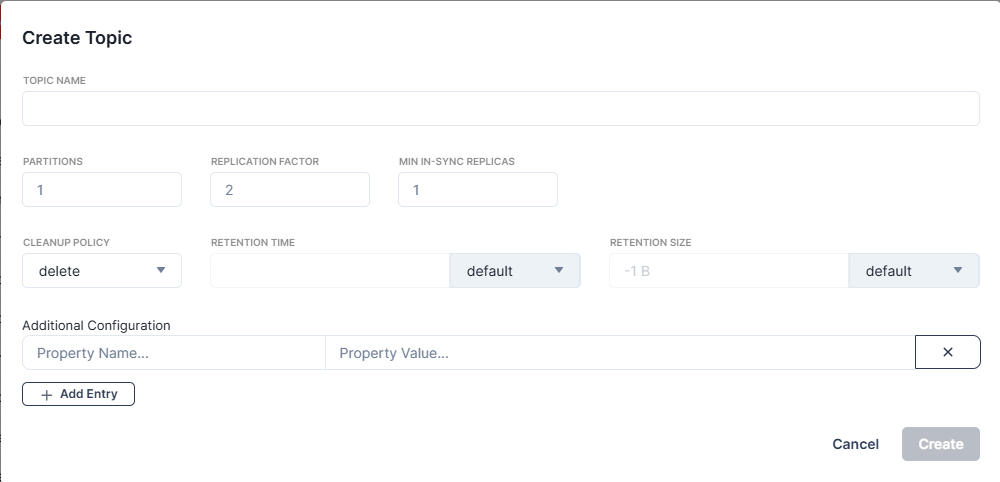 Create Topic
TOPIC NAME
PARTITIONS REPLICATION FACTOR MIN IN-SYNC REPLICAS
1 2 1
CLEANUP POLICY RETENTION TIME RETENTION SIZE
delete default -1 B default
Additional Configuration
Property Name... Property Value...
Add Entry
Cancel Create